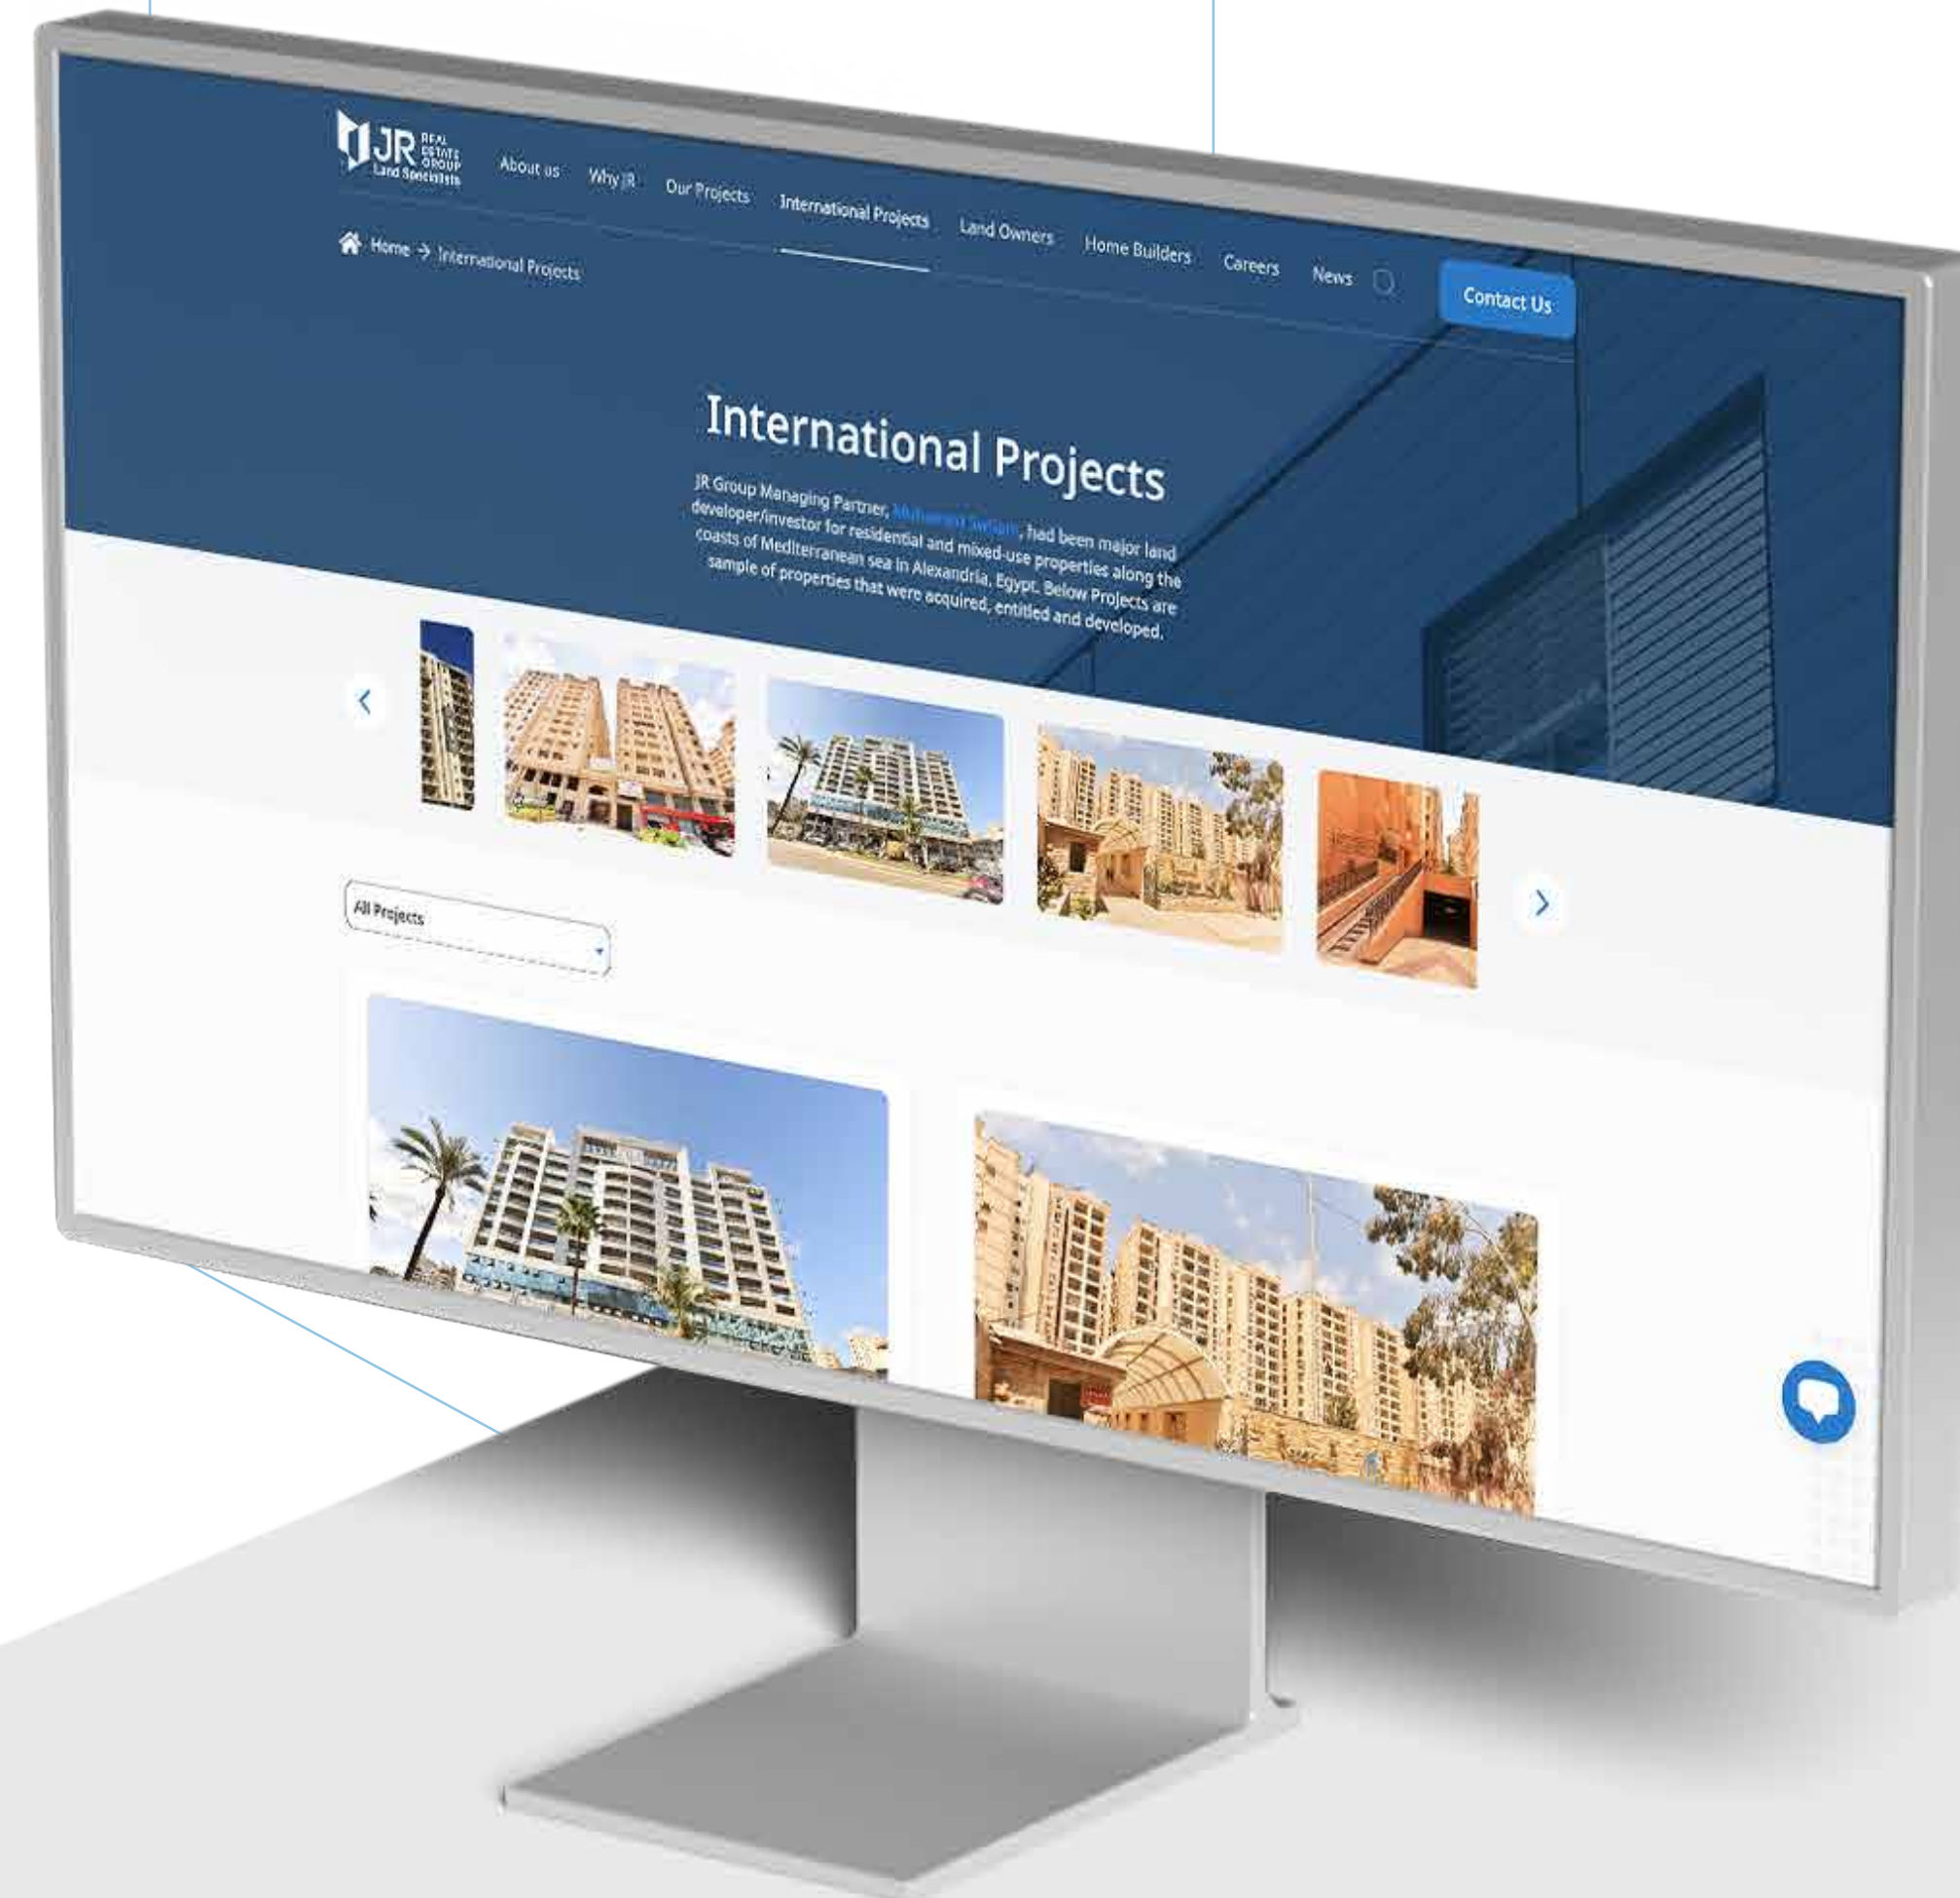 JR REAL
ESTATE
GROUP
Land Specialists
About us
Why JR
Our Projects
International Projects
Land Owners
Home Builders
Careers
News
Contact Us
Home → International Projects
International Projects
JR Group Managing Partner, , had been major land
developer/investor for residential and mixed-use properties along the
coasts of Mediterranean sea in Alexandria, Egypt. Below Projects are
sample of properties that were acquired, entitled and developed.
All Projects